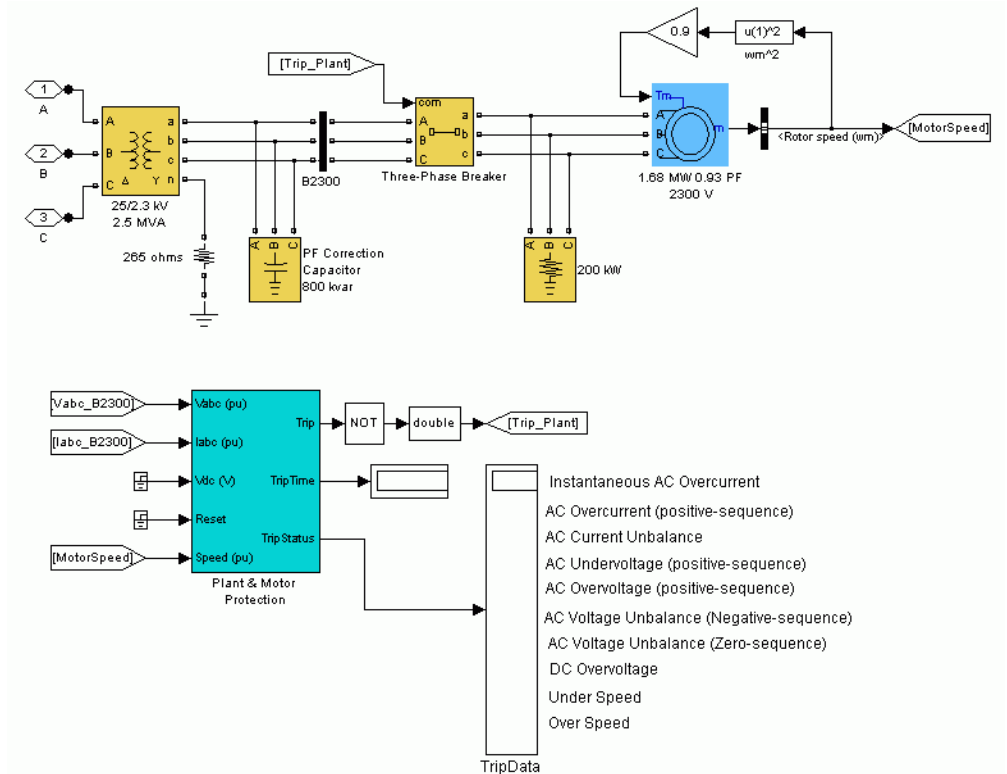 0.9
u(1)^2
wm^2
[Trip_Plant]
1
A
2
B
3
C
A
B
C
a
b
c
n
Δ Y
25/2.3 kV
2.5 MVA
265 ohms
A B C
PF Correction
Capacitor
800 kvar
B2300
com
A
B
C
a
b
c
Three-Phase Breaker
A B C
200 kW
Tm
A
B
C
m
1.68 MW 0.93 PF
2300 V
<Rotor speed (wm)>
[MotorSpeed]
[Vabc_B2300]
[Iabc_B2300]
[MotorSpeed]
Vabc (pu)
Iabc (pu)
Vdc (V)
Reset
Speed (pu)
Trip
TripTime
TripStatus
Plant & Motor
Protection
NOT
double
[Trip_Plant]
Instantaneous AC Overcurrent
AC Overcurrent (positive-sequence)
AC Current Unbalance
AC Undervoltage (positive-sequence)
AC Overvoltage (positive-sequence)
AC Voltage Unbalance (Negative-sequence)
AC Voltage Unbalance (Zero-sequence)
DC Overvoltage
Under Speed
Over Speed
TripData